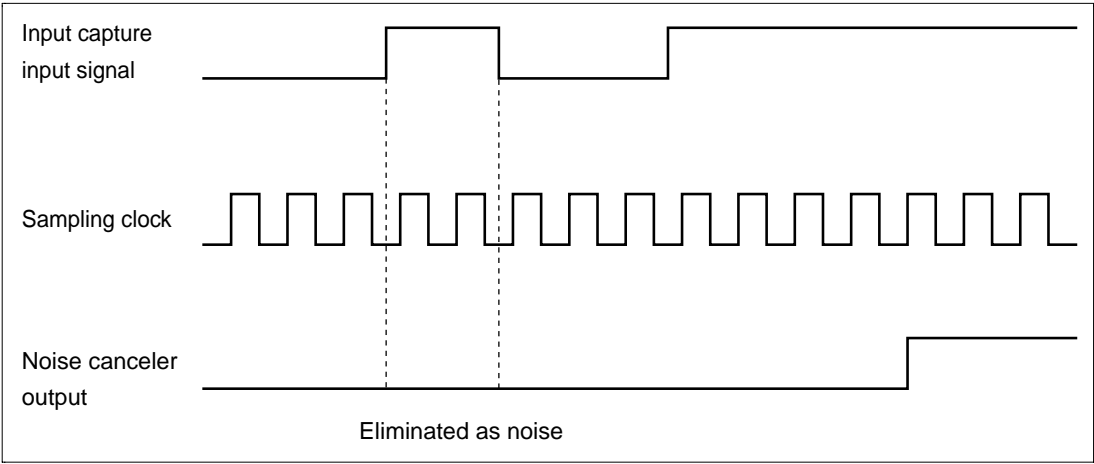 Input capture
input signal
Sampling clock
Noise canceler
output
Eliminated as noise